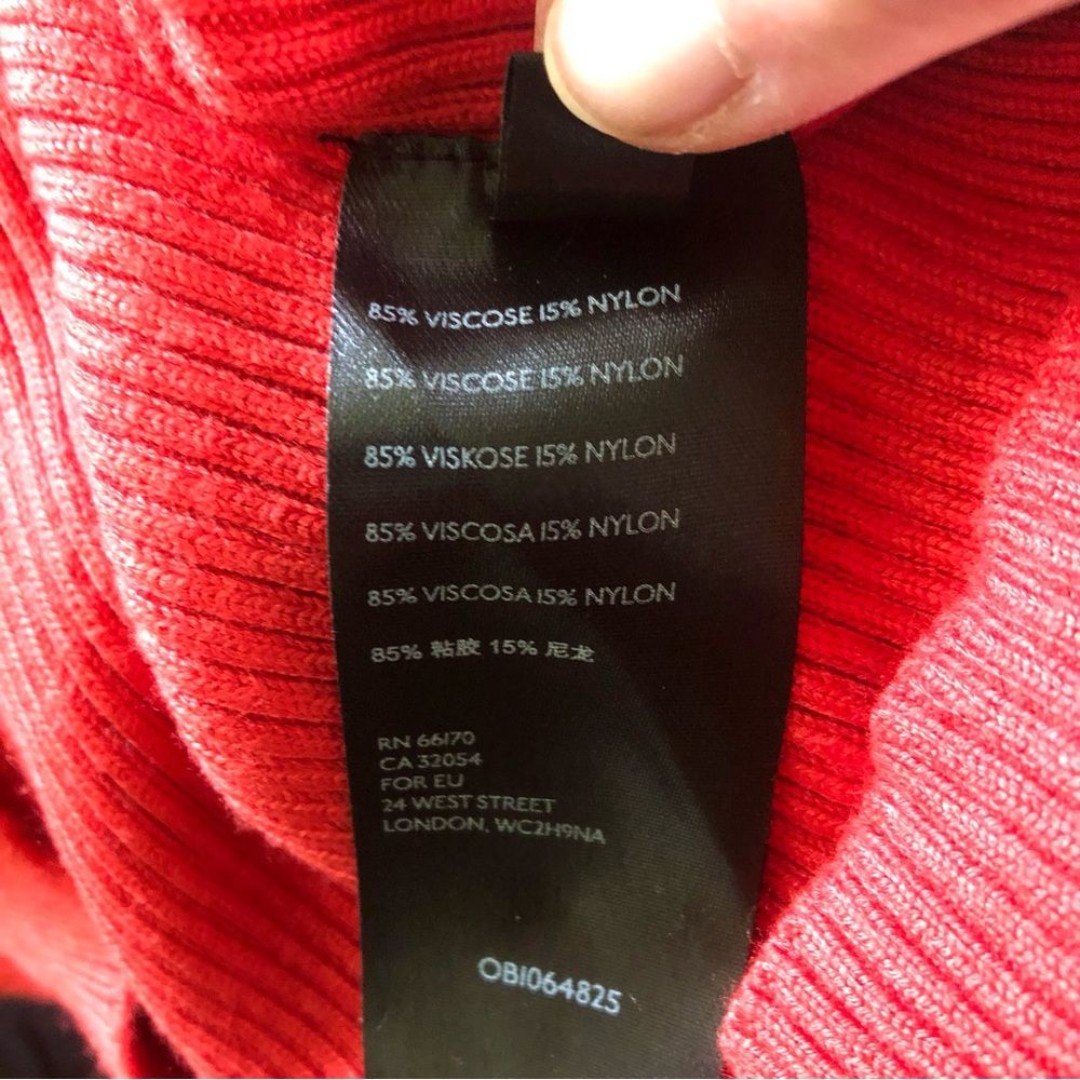 85% VISCOSE 15% NYLON
85% VISCOSE 15% NYLON
85% VISKOSE 15% NYLON
85% VISCOSA 15% NYLON
85% VISCOSA 15% NYLON
85% 粘胶 15% 尼龙
RN 66170
CA 32054
FOR EU
24 WEST STREET
LONDON, WC2H9NA
OB1064825